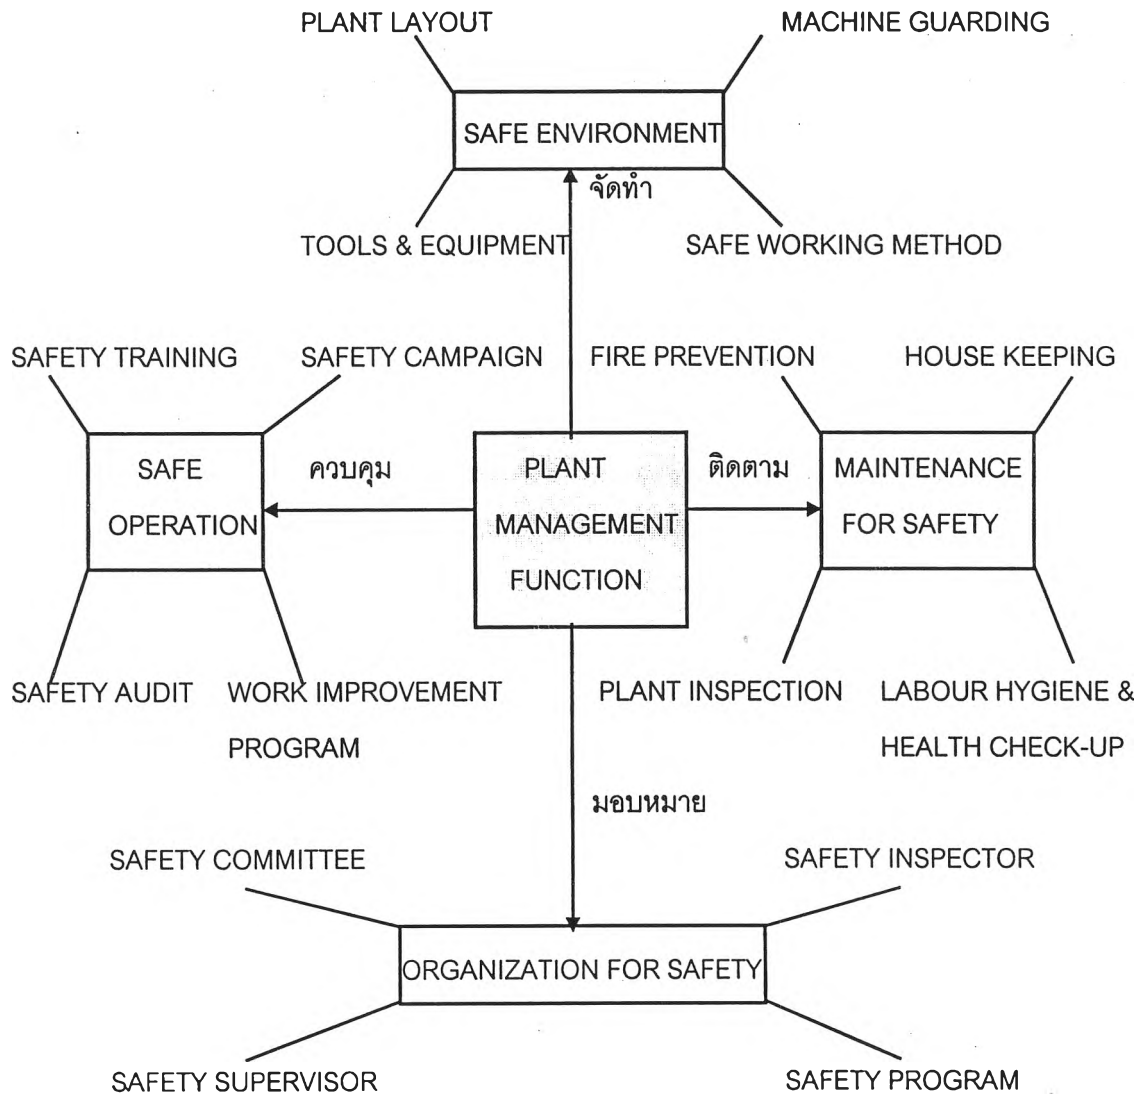 PLANT LAYOUT
MACHINE GUARDING
SAFE ENVIRONMENT
จัดทำ
TOOLS & EQUIPMENT
SAFE WORKING METHOD
SAFETY TRAINING
SAFETY CAMPAIGN
FIRE PREVENTION
HOUSE KEEPING
SAFE
OPERATION
ควบคุม
PLANT
MANAGEMENT
FUNCTION
ติดตาม
MAINTENANCE
FOR SAFETY
SAFETY AUDIT
WORK IMPROVEMENT
PROGRAM
PLANT INSPECTION
LABOUR HYGIENE &
HEALTH CHECK-UP
มอบหมาย
SAFETY COMMITTEE
SAFETY INSPECTOR
ORGANIZATION FOR SAFETY
SAFETY SUPERVISOR
SAFETY PROGRAM